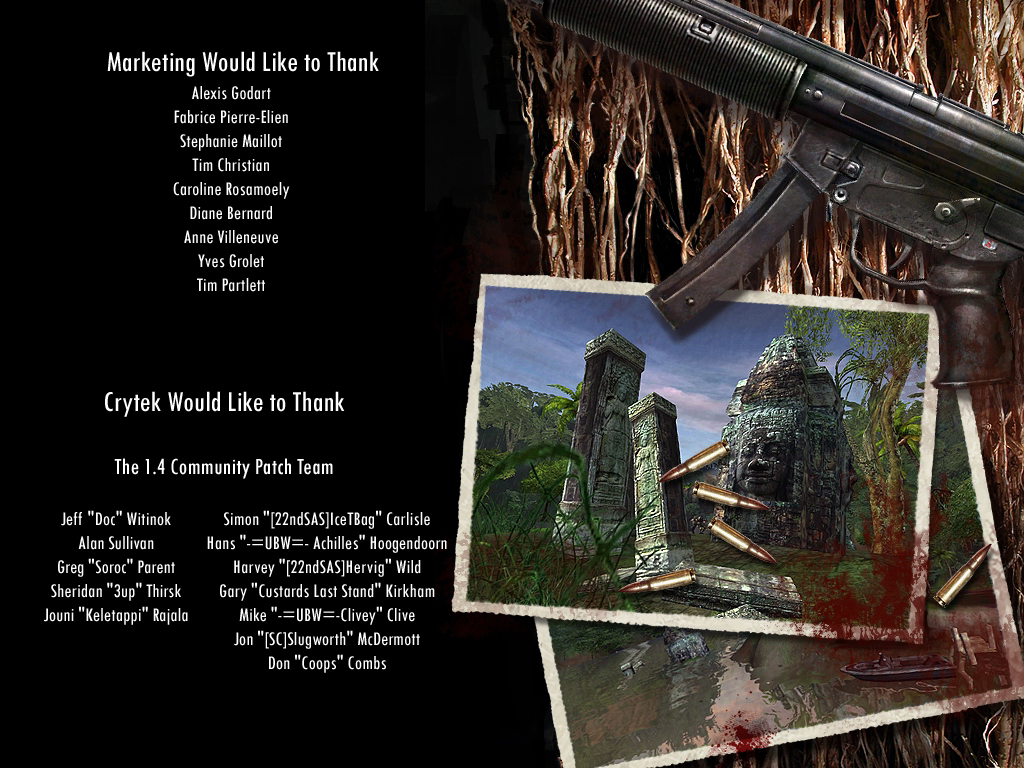 Marketing Would Like to Thank
Alexis Godart
Fabrice Pierre-Elien
Stephanie Maillot
Tim Christian
Caroline Rosamoely
Diane Bernard
Anne Villeneuve
Yves Grolet
Tim Partlett
Crytek Would Like to Thank
The 1.4 Community Patch Team
Jeff "Doc" Witinok
Alan Sullivan
Greg "Soroc" Parent
Sheridan "3up" Thirsk
Jouni "Keletappi" Rajala
Simon "[22ndSAS]IceTBag" Carlisle
Hans "-=UBW=- Achilles" Hoogendoorn
Harvey "[22ndSAS]Hervig" Wild
Gary "Custards Last Stand" Kirkham
Mike "-=UBW=-Clivey" Clive
Jon "[SC]Slugworth" McDermott
Don "Coops" Combs